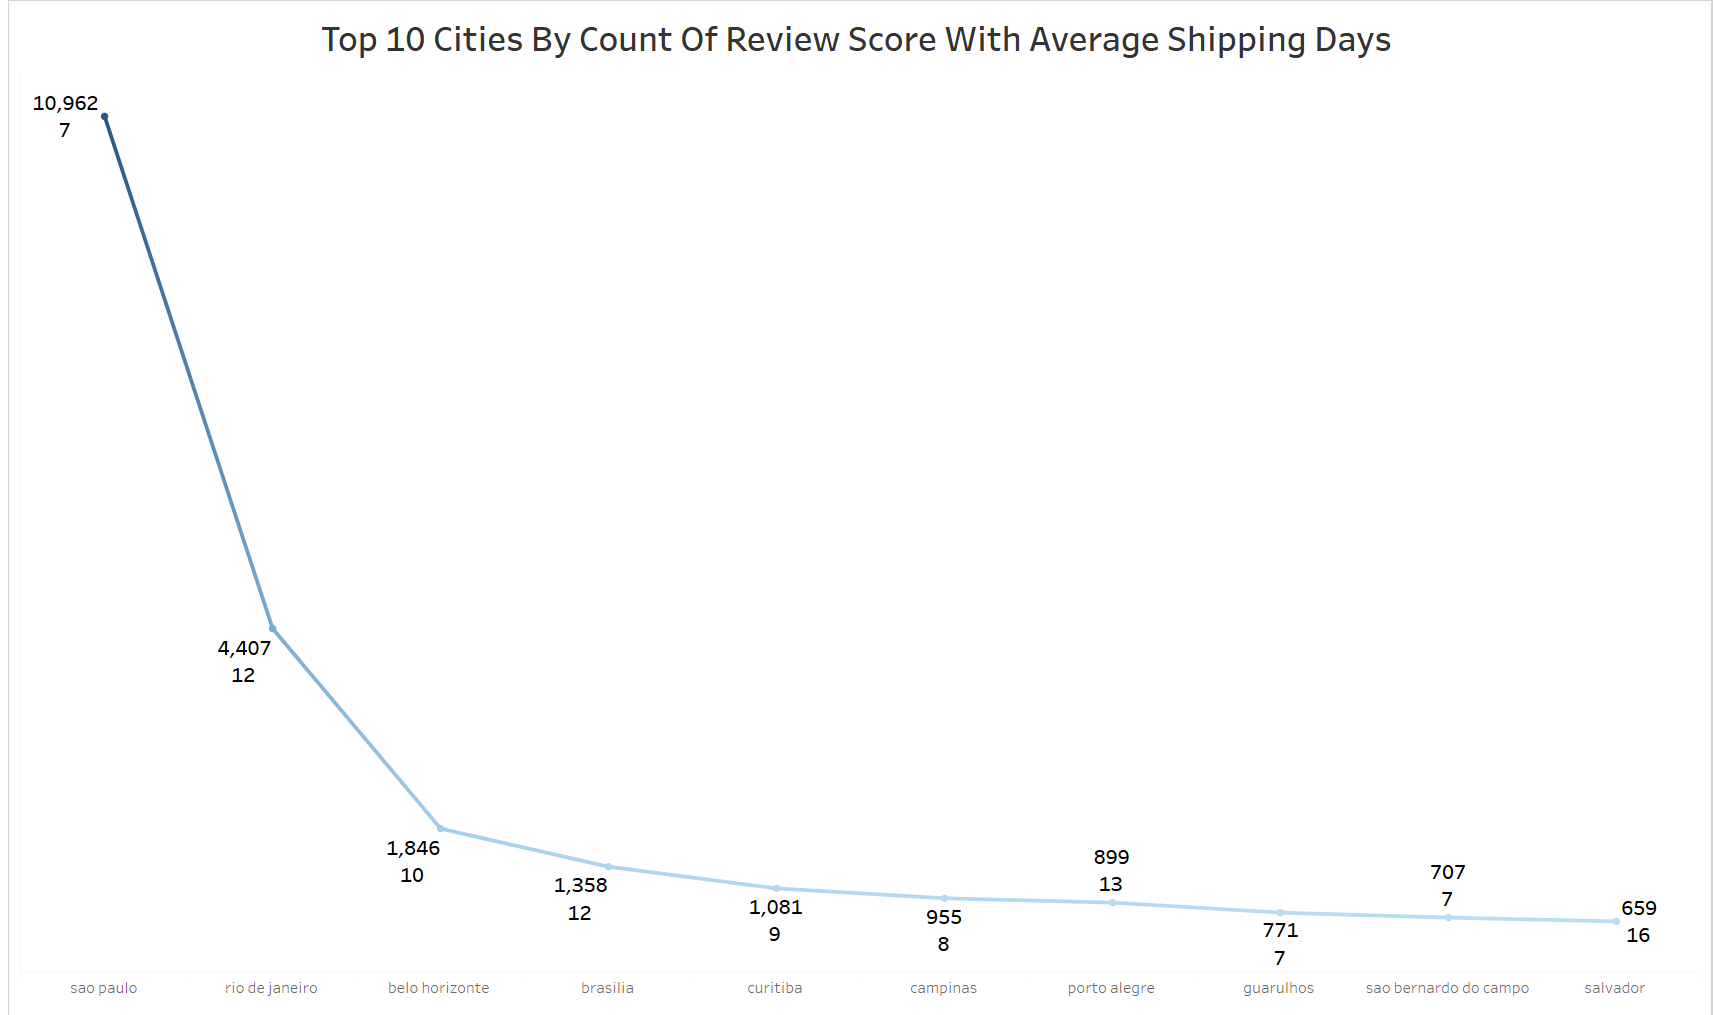 Top 10 Cities By Count Of Review Score With Average Shipping Days
10,962
7
4,407
12
1,846
10
1,358
12
1,081
9
955
8
899
13
771
7
707
7
659
16
sao paulo
rio de janeiro
belo horizonte
brasilia
curitiba
campinas
porto alegre
guarulhos
sao bernardo do campo
salvador